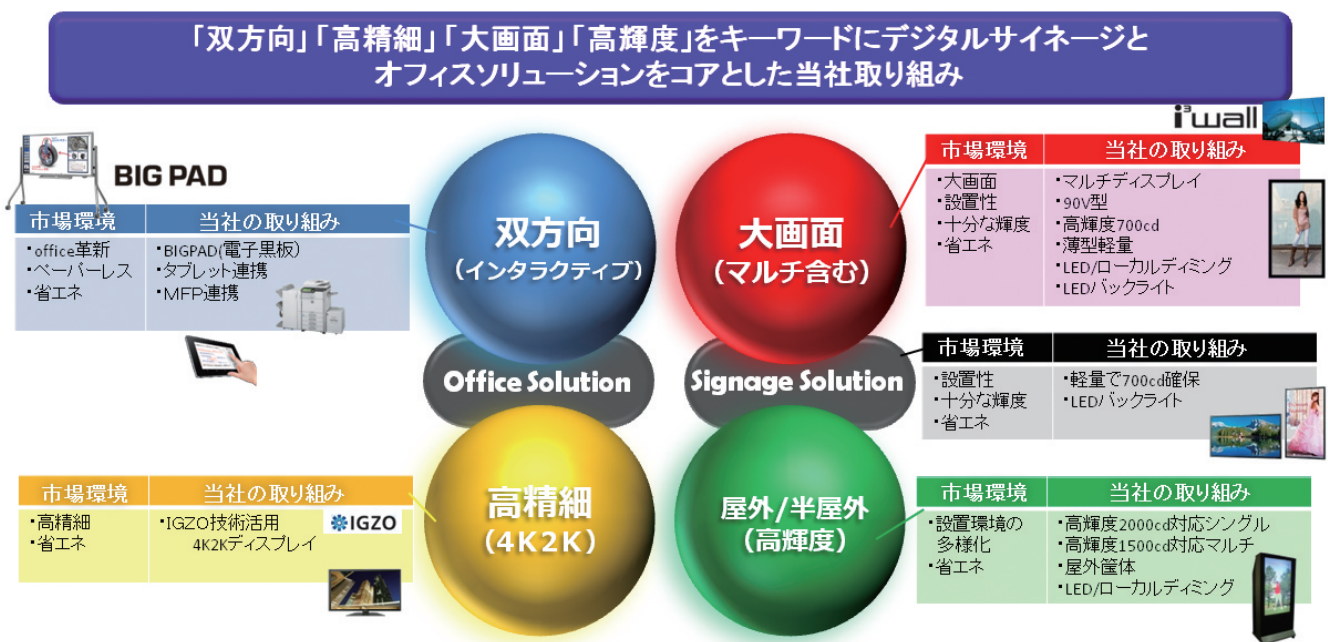 「双方向」「高精細」「大画面」「高輝度」をキーワードにデジタルサイネージと
オフィスソリューションをコアとした当社取り組み
BIG PAD
市場環境 当社の取り組み
・office革新 ・BIGPAD(電子黒板)
・ペーパーレス ・タブレット連携
・省エネ ・MFP連携
双方向
(インタラクティブ)
大画面
(マルチ含む)
i³wall
市場環境 当社の取り組み
・大画面 ・マルチディスプレイ
・設置性 ・90V型
・十分な輝度 ・高輝度700cd
・省エネ ・薄型軽量
・LED/ローカルディミング
・LEDバックライト
Office Solution
Signage Solution
市場環境 当社の取り組み
・設置性 ・軽量で700cd確保
・十分な輝度 ・LEDバックライト
・省エネ
市場環境 当社の取り組み
・高精細 ・IGZO技術活用
・省エネ 4K2Kディスプレイ
IGZO
高精細
(4K2K)
屋外/半屋外
(高輝度)
市場環境 当社の取り組み
・設置環境の ・高輝度2000cd対応シングル
多様化 ・高輝度1500cd対応マルチ
・省エネ ・屋外筐体
・LED/ローカルディミング